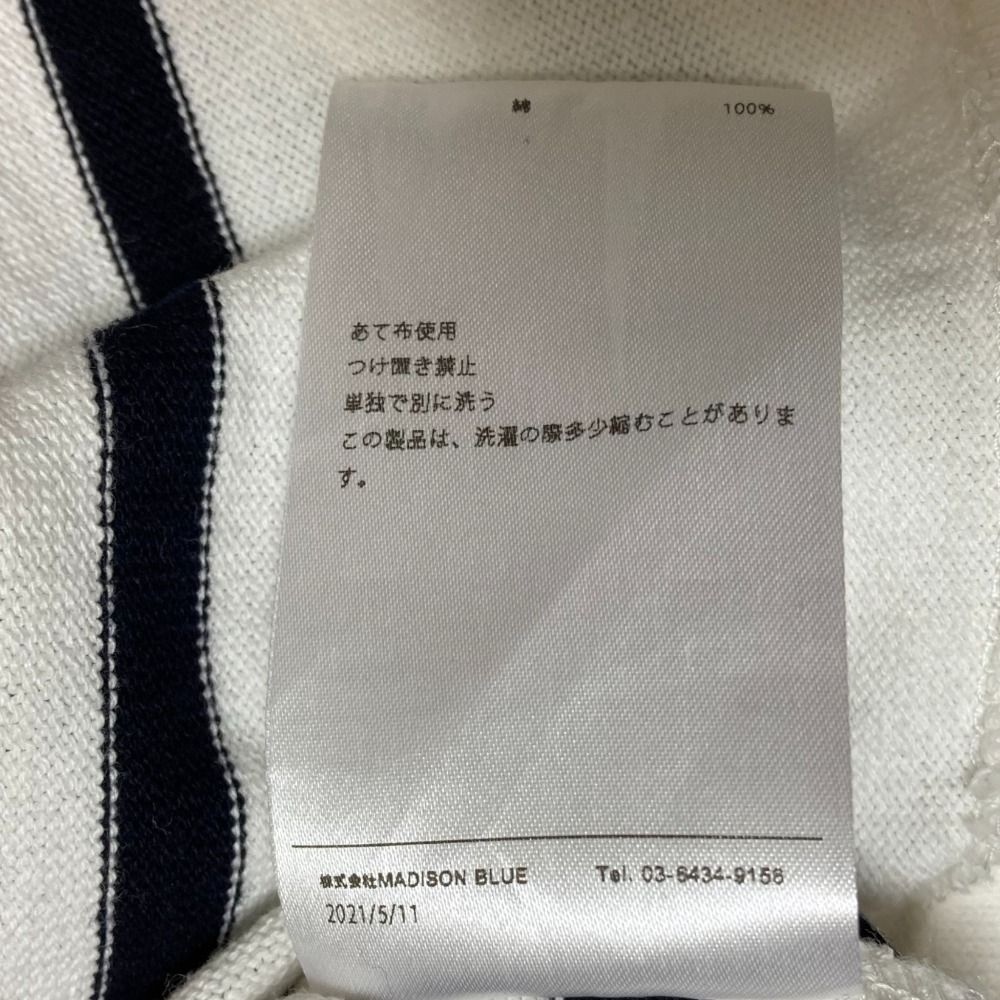 綿 100%
あて布使用
つけ置き禁止
単独で別に洗う
この製品は、洗濯の際多少縮むことがありま
す。
株式会社MADISON BLUE Tel. 03-6434-9156
2021/5/11